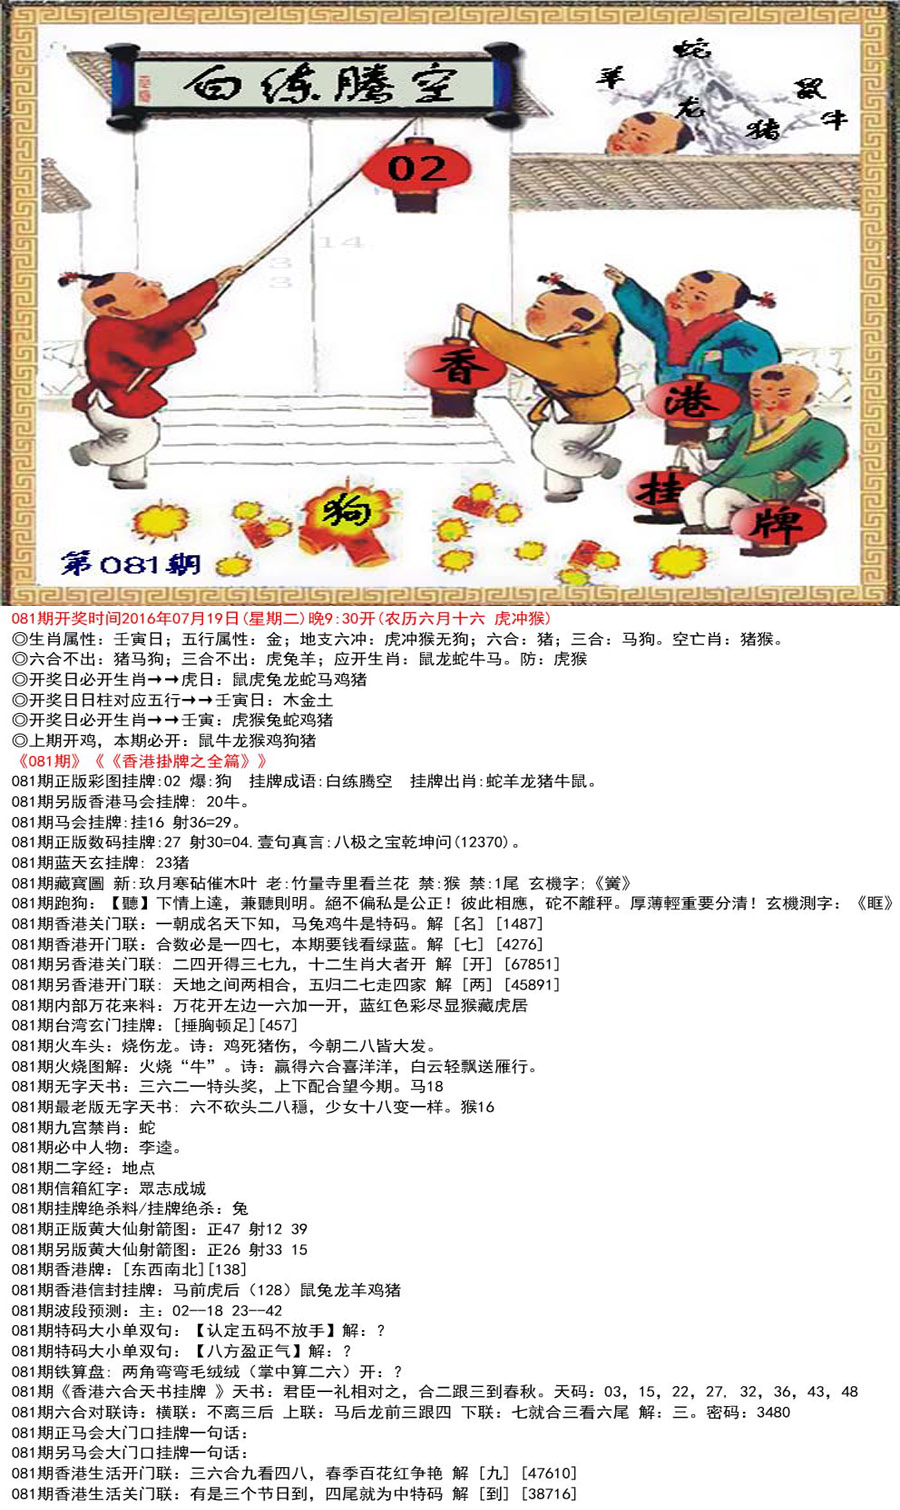 白练腾空
蛇
羊
鼠
龙
猪
牛
02
14
3
3
香
港
挂
牌
狗
第081期
081期开奖时间2016年07月19日(星期二)晚9:30开(农历六月十六 虎冲猴)
◎生肖属性：壬寅日；五行属性：金；地支六冲：虎冲猴无狗；六合：猪；三合：马狗。空亡肖：猪猴。
◎六合不出：猪马狗；三合不出：虎兔羊；应开生肖：鼠龙蛇牛马。防：虎猴
◎开奖日必开生肖→→虎日：鼠虎兔龙蛇马鸡猪
◎开奖日日柱对应五行→→壬寅日：木金土
◎开奖日必开生肖→→壬寅：虎猴兔蛇鸡猪
◎上期开鸡，本期必开：鼠牛龙猴鸡狗猪
《081期》《《香港掛牌之全篇》》
081期正版彩图挂牌:02 爆:狗  挂牌成语:白练腾空  挂牌出肖:蛇羊龙猪牛鼠。
081期另版香港马会挂牌: 20牛。
081期马会挂牌:挂16 射36=29。
081期正版数码挂牌:27 射30=04.壹句真言:八极之宝乾坤问(12370)。
081期蓝天玄挂牌: 23猪
081期藏寳圖 新:玖月寒砧催木叶 老:竹量寺里看兰花 禁:猴 禁:1尾 玄機字;《簧》
081期跑狗：【聽】下情上達，兼聽則明。絕不偏私是公正！彼此相應，砣不離秤。厚薄輕重要分清！玄機測字：《眶》
081期香港关门联：一朝成名天下知，马兔鸡牛是特码。解 [名] [1487]
081期香港开门联：合数必是一四七，本期要钱看绿蓝。解 [七] [4276]
081期另香港关门联: 二四开得三七九，十二生肖大者开 解 [开] [67851]
081期另香港开门联: 天地之间两相合，五归二七走四家 解 [两] [45891]
081期内部万花来料：万花开左边一六加一开，蓝红色彩尽显猴藏虎居
081期台湾玄门挂牌：[捶胸顿足][457]
081期火车头：烧伤龙。诗：鸡死猪伤，今朝二八皆大发。
081期火烧图解：火烧“牛”。诗：赢得六合喜洋洋，白云轻飘送雁行。
081期无字天书：三六二一特头奖，上下配合望今期。马18
081期最老版无字天书: 六不砍头二八穩，少女十八变一样。猴16
081期九宫禁肖：蛇
081期必中人物：李逵。
081期二字经：地点
081期信箱紅字：眾志成城
081期挂牌绝杀料/挂牌绝杀：兔
081期正版黄大仙射箭图：正47 射12 39
081期另版黄大仙射箭图：正26 射33 15
081期香港牌：[东西南北][138]
081期香港信封挂牌：马前虎后（128）鼠兔龙羊鸡猪
081期波段预测：主：02--18 23--42
081期特码大小单双句：【认定五码不放手】解：?
081期特码大小单双句：【八方盈正气】解：?
081期铁算盘: 两角弯弯毛绒绒（掌中算二六）开：?
081期《香港六合天书挂牌 》天书：君臣一礼相对之，合二跟三到春秋。天码：03，15，22，27，32，36，43，48
081期六合对联诗：横联：不离三后 上联：马后龙前三跟四 下联：七就合三看六尾 解：三。密码：3480
081期正马会大门口挂牌一句话：
081期另马会大门口挂牌一句话：
081期香港生活开门联：三六合九看四八，春季百花红争艳 解 [九] [47610]
081期香港生活关门联：有是三个节日到，四尾就为中特码 解 [到] [38716]